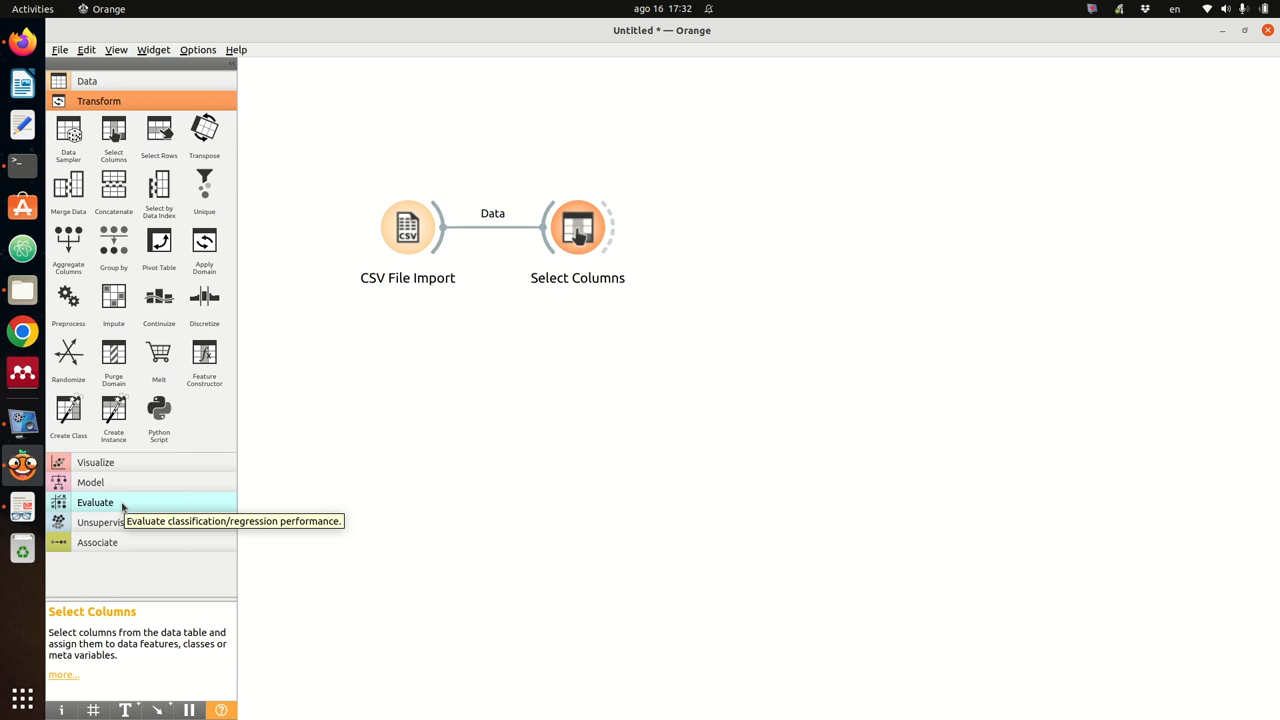 Activities
Orange
ago 16 17:32
en
Untitled * — Orange
File Edit View Widget Options Help
Data
Transform
Data Sampler
Select Columns
Select Rows
Transpose
Merge Data
Concatenate
Select by Data Index
Unique
Aggregate Columns
Group by
Pivot Table
Apply Domain
Preprocess
Impute
Continuize
Discretize
Randomize
Purge Domain
Melt
Feature Constructor
Create Class
Create Instance
Python Script
Visualize
Model
Evaluate
Unsupervis
Evaluate classification/regression performance.
Associate
Select Columns
Select columns from the data table and
assign them to data features, classes or
meta variables.
more...
CSV
Data
CSV File Import
Select Columns